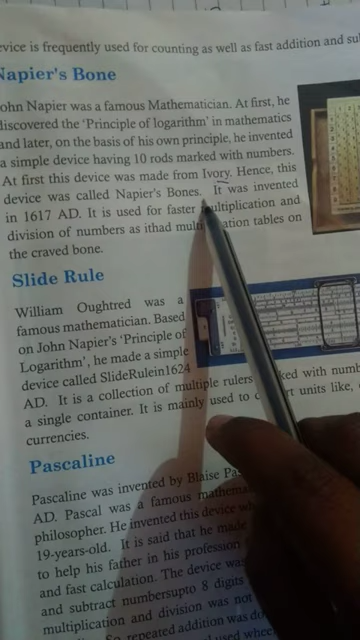 evice is frequently used for counting as well as fast addition and su
Napier's Bone
John Napier was a famous Mathematician. At first, he
discovered the 'Principle of logarithm' in mathematics
and later, on the basis of his own principle, he invented
a simple device having 10 rods marked with numbers.
At first this device was made from Ivory. Hence, this
device was called Napier's Bones. It was invented
in 1617 AD. It is used for faster ultiplication and
division of numbers as ithad multi ation tables on
the craved bone.
Slide Rule
William Oughtred was a
famous mathematician. Based
on John Napier's 'Principle of
Logarithm', he made a simple
device called SlideRulein1624
AD. It is a collection of multiple rulers ked with numb
a single container. It is mainly used to c rt units like,
currencies.
Pascaline
Pascaline was invented by Blaise Pa
AD. Pascal was a famous mathema
philosopher. He invented this device wh
19-years-old. It is said that he made
to help his father in his profession
and fast calculation. The device was
and subtract numbersupto 8 digits
multiplication and division was not
So repeated addition was do
used where